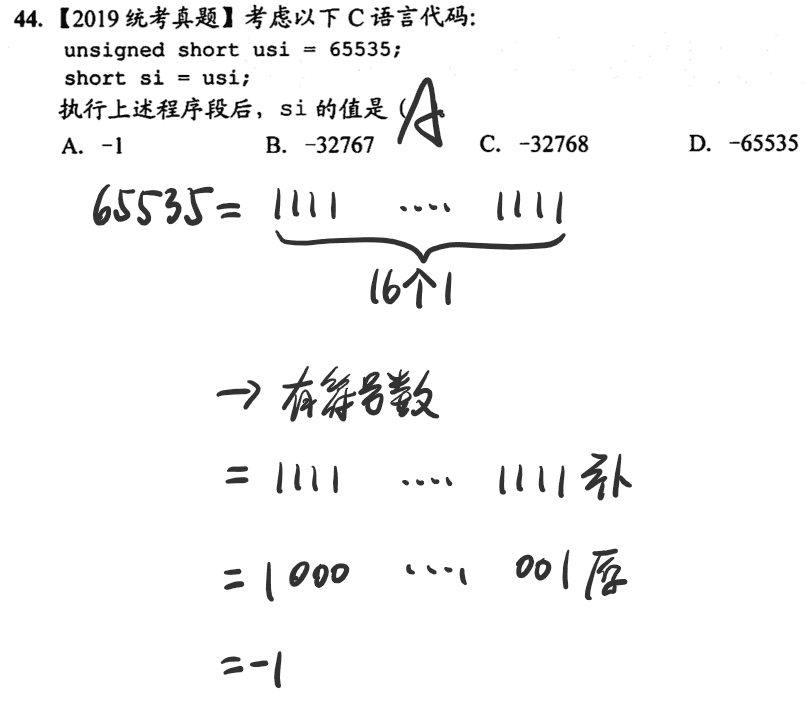 44.【2019 统考真题】考虑以下 C 语言代码:
unsigned short usi = 65535;
short si = usi;
执行上述程序段后，si 的值是 ( A
A. -1 B. -32767 C. -32768 D. -65535
65535 = 1111 .... 1111
16个1
→ 有符号数
= 1111 .... 1111 补
= 1000 .... 001 原
= -1